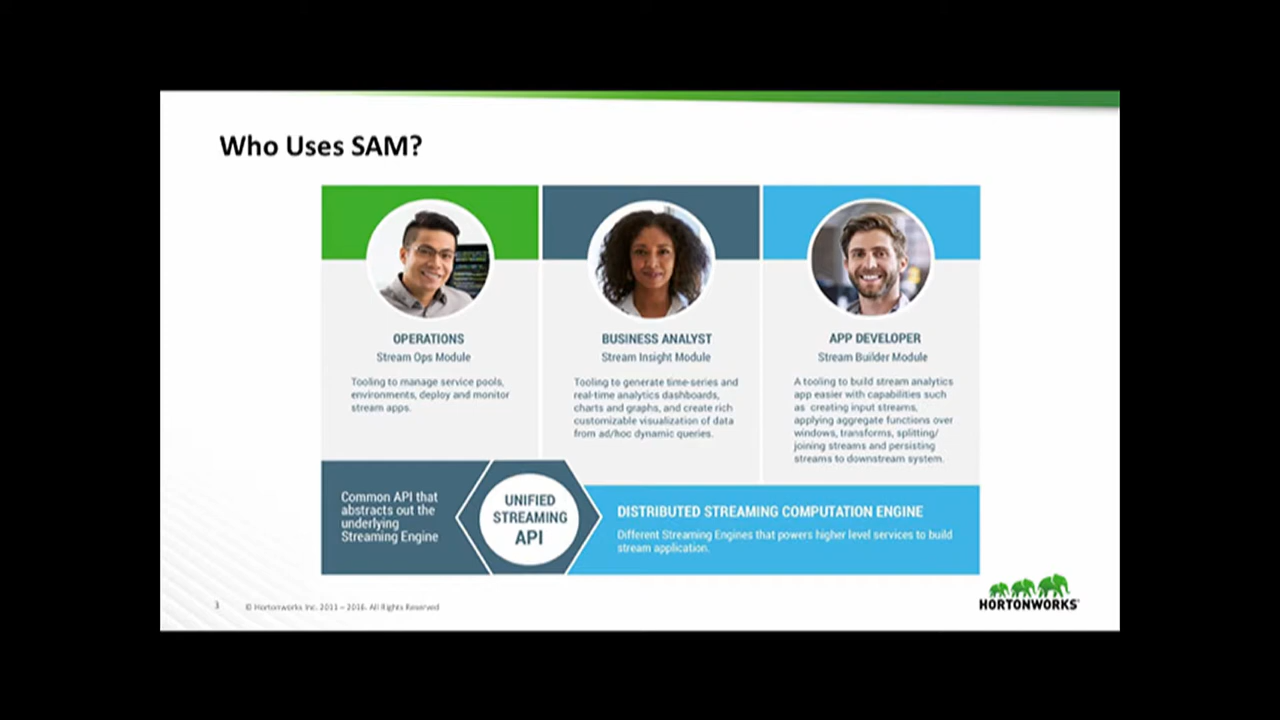 Who Uses SAM?
OPERATIONS
Stream Ops Module
Tooling to manage service pools,
environments, deploy and monitor
stream apps.
BUSINESS ANALYST
Stream Insight Module
Tooling to generate time-series and
real-time analytics dashboards,
charts and graphs, and create rich
customizable visualization of data
from ad/hoc dynamic queries.
APP DEVELOPER
Stream Builder Module
A tooling to build stream analytics
app easier with capabilities such
as creating input streams,
applying aggregate functions over
windows, transforms, splitting/
joining streams and persisting
streams to downstream system.
Common API that
abstracts out the
underlying
Streaming Engine
UNIFIED
STREAMING
API
DISTRIBUTED STREAMING COMPUTATION ENGINE
Different Streaming Engines that powers higher level services to build
stream application.
3 © Hortonworks Inc. 2011 – 2016. All Rights Reserved
HORTONWORKS